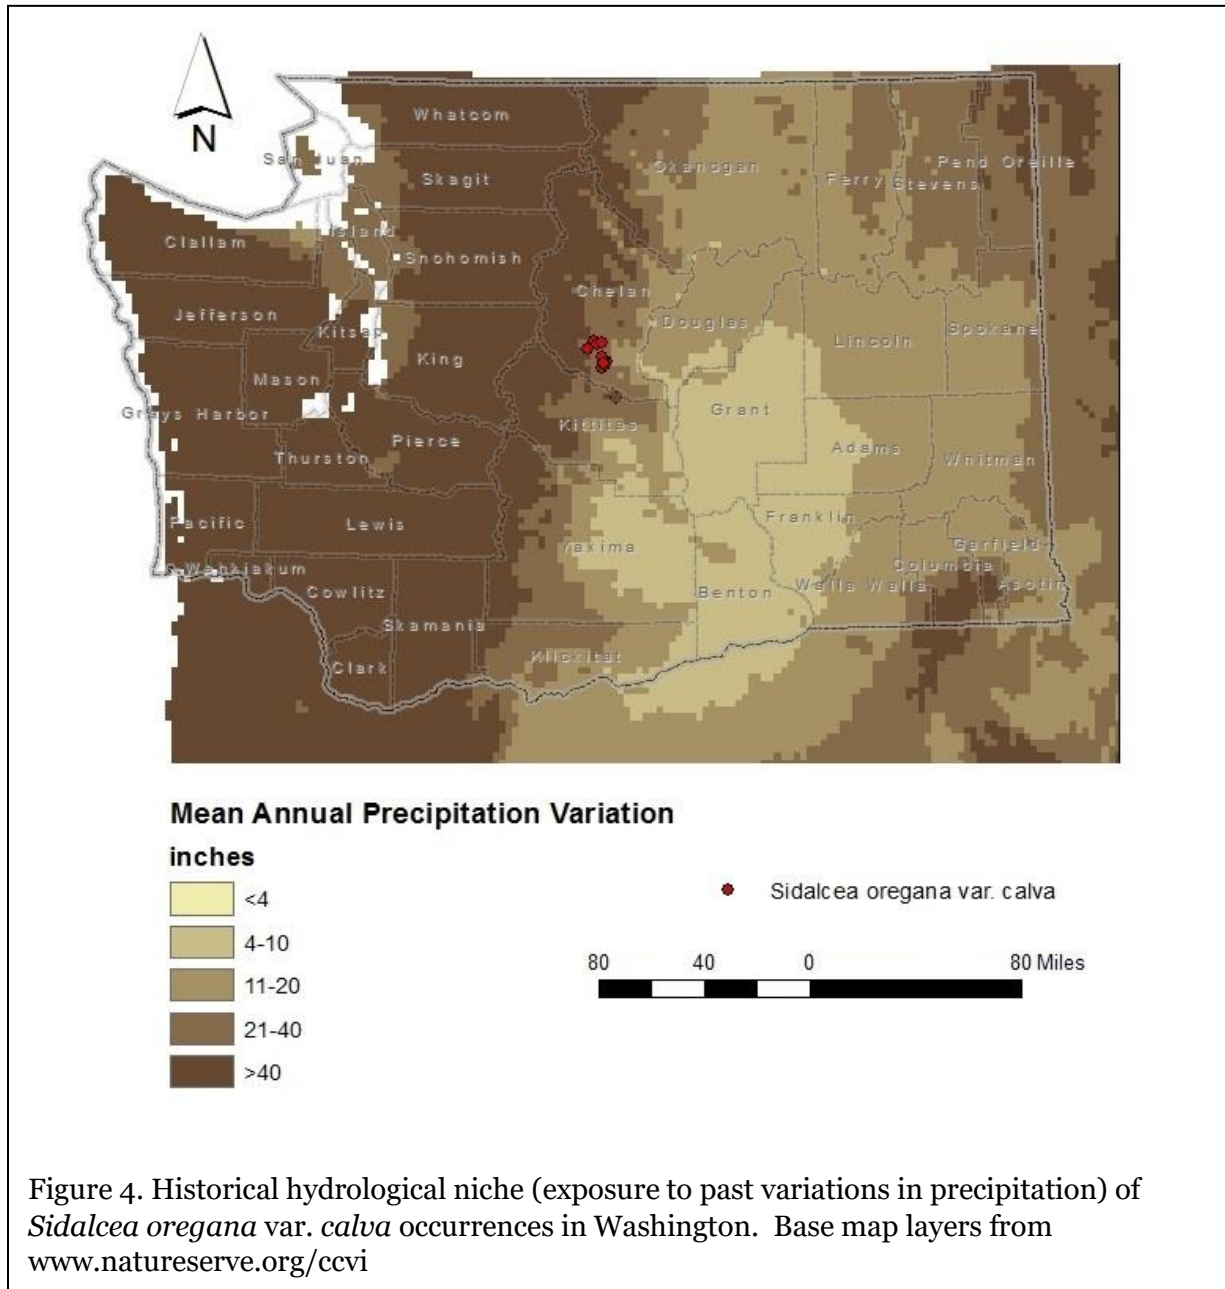 N
Whatcom
San Juan
Skagit
Okanogan
Ferry
Stevens
Pend Oreille
Island
Clallam
Snohomish
Chelan
Jefferson
Kitsap
Douglas
Lincoln
Spokane
King
Mason
Grays Harbor
Grant
Kittitas
Pierce
Adams
Whitman
Thurston
Pacific
Lewis
Yakima
Franklin
Garfield
Columbia
Wahkiakum
Cowlitz
Benton
Walla Walla
Asotin
Skamania
Clark
Klickitat
Mean Annual Precipitation Variation
inches
<4
4-10
11-20
21-40
>40
Sidalcea oregana var. calva
80 40 0 80 Miles
Figure 4. Historical hydrological niche (exposure to past variations in precipitation) of
Sidalcea oregana var. calva occurrences in Washington. Base map layers from
www.natureserve.org/ccvi